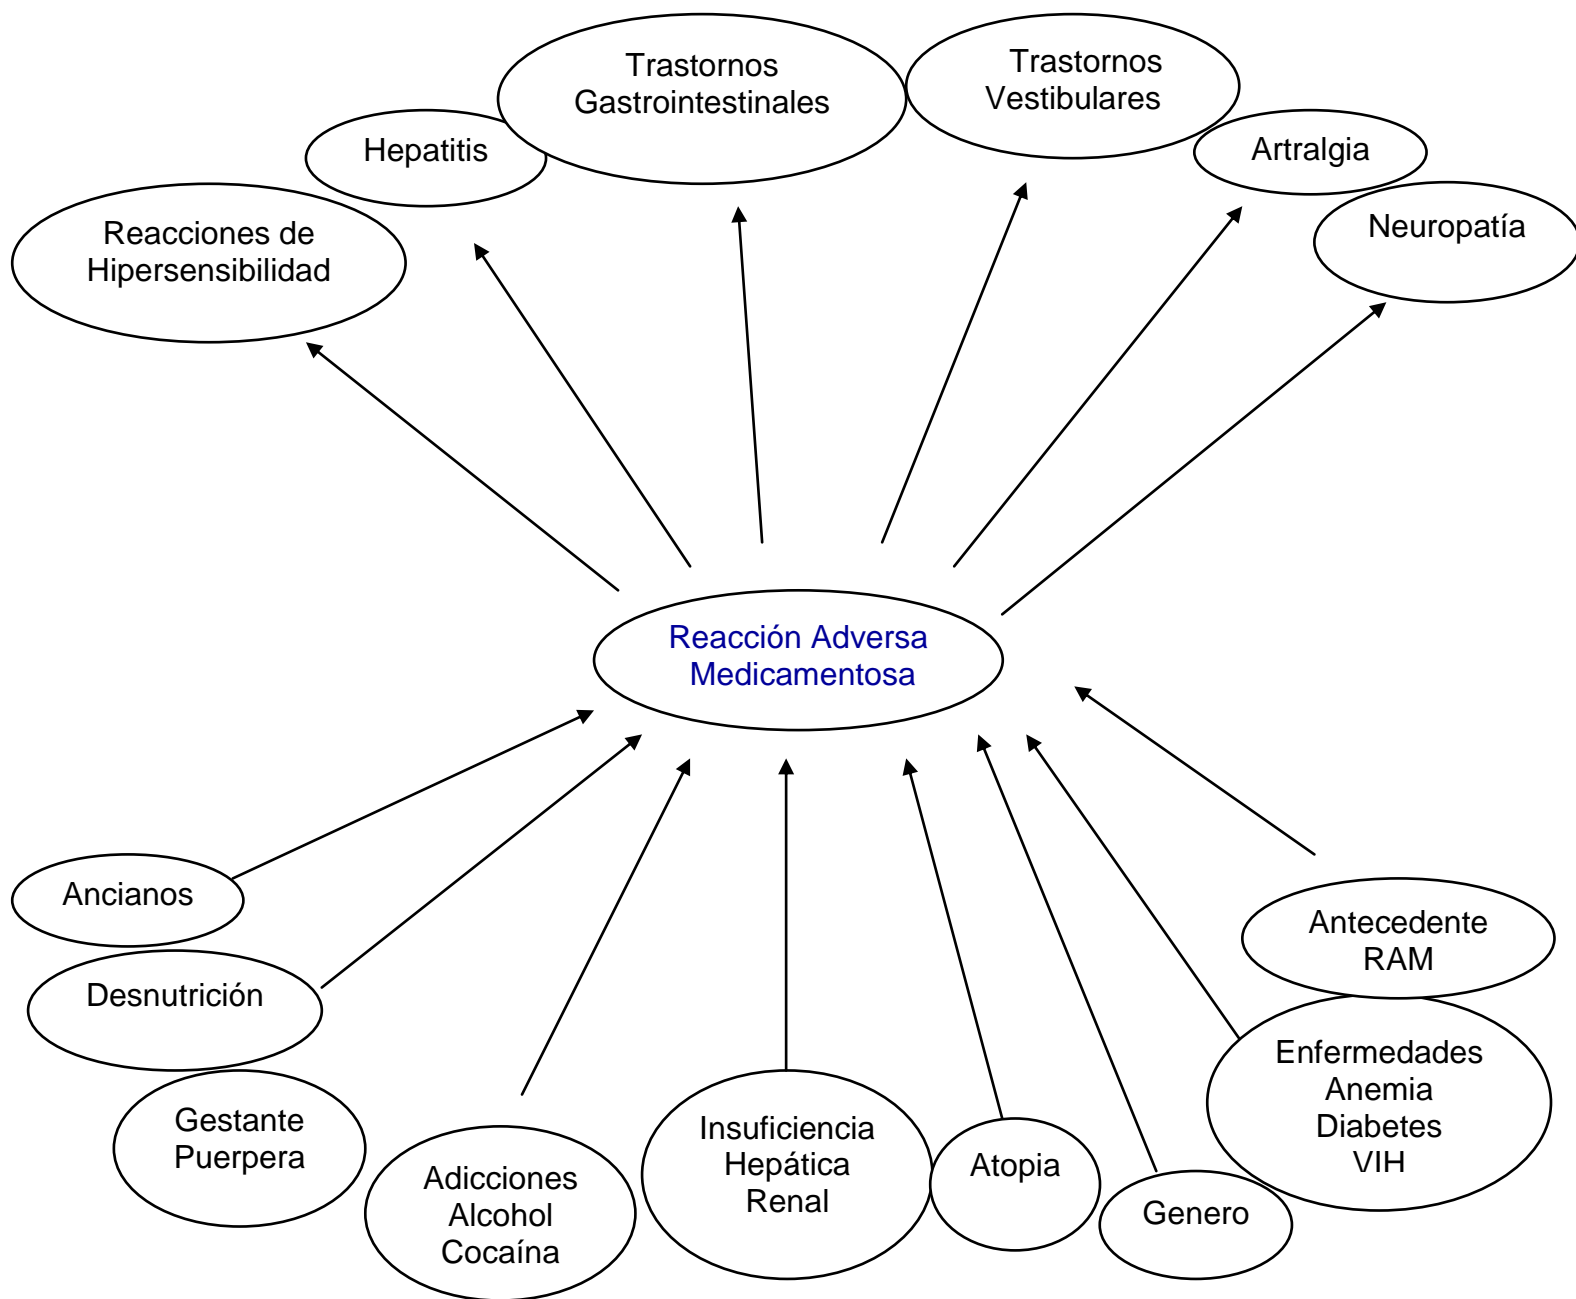 Trastornos
Gastrointestinales
Trastornos
Vestibulares
Hepatitis
Artralgia
Reacciones de
Hipersensibilidad
Neuropatía
Reacción Adversa
Medicamentosa
Ancianos
Desnutrición
Gestante
Puerpera
Adicciones
Alcohol
Cocaína
Insuficiencia
Hepática
Renal
Atopia
Genero
Antecedente
RAM
Enfermedades
Anemia
Diabetes
VIH